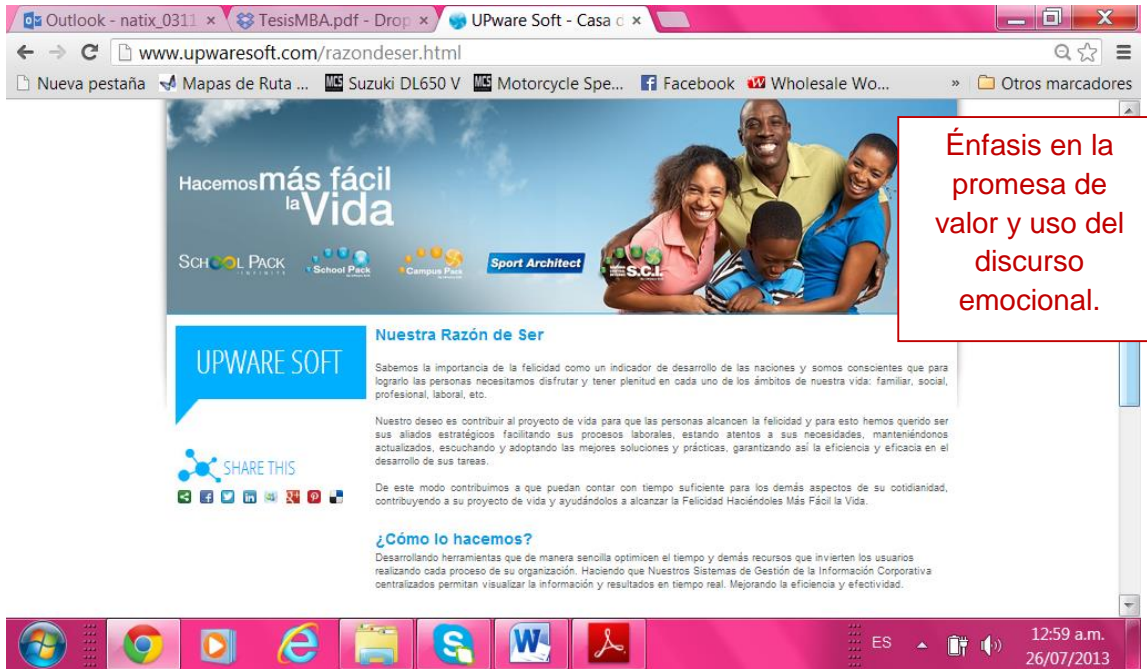 Outlook - natix_0311
TesisMBA.pdf - Drop
UPware Soft - Casa d
www.upwaresoft.com/razondeser.html
Nueva pestaña
Mapas de Ruta ...
Suzuki DL650 V
Motorcycle Spe...
Facebook
Wholesale Wo...
»
Otros marcadores
Hacemos más fácil
la Vida
SCHOOL PACK
INFINITE
School Pack
Campus Pack
Sport Architect
S.C.I.
Énfasis en la
promesa de
valor y uso del
discurso
emocional.
UPWARE SOFT
SHARE THIS
Nuestra Razón de Ser
Sabemos la importancia de la felicidad como un indicador de desarrollo de las naciones y somos conscientes que para
lograrlo las personas necesitamos disfrutar y tener plenitud en cada uno de los ámbitos de nuestra vida: familiar, social,
profesional, laboral, etc.
Nuestro deseo es contribuir al proyecto de vida para que las personas alcancen la felicidad y para esto hemos querido ser
sus aliados estratégicos facilitando sus procesos laborales, estando atentos a sus necesidades, manteniéndonos
actualizados, escuchando y adoptando las mejores soluciones y prácticas, garantizando así la eficiencia y eficacia en el
desarrollo de sus tareas.
De este modo contribuimos a que puedan contar con tiempo suficiente para los demás aspectos de su cotidianidad,
contribuyendo a su proyecto de vida y ayudándolos a alcanzar la Felicidad Haciéndoles Más Fácil la Vida.
¿Cómo lo hacemos?
Desarrollando herramientas que de manera sencilla optimicen el tiempo y demás recursos que invierten los usuarios
realizando cada proceso de su organización. Haciendo que Nuestros Sistemas de Gestión de la Información Corporativa
centralizados permitan visualizar la información y resultados en tiempo real. Mejorando la eficiencia y efectividad.
ES
12:59 a.m.
26/07/2013